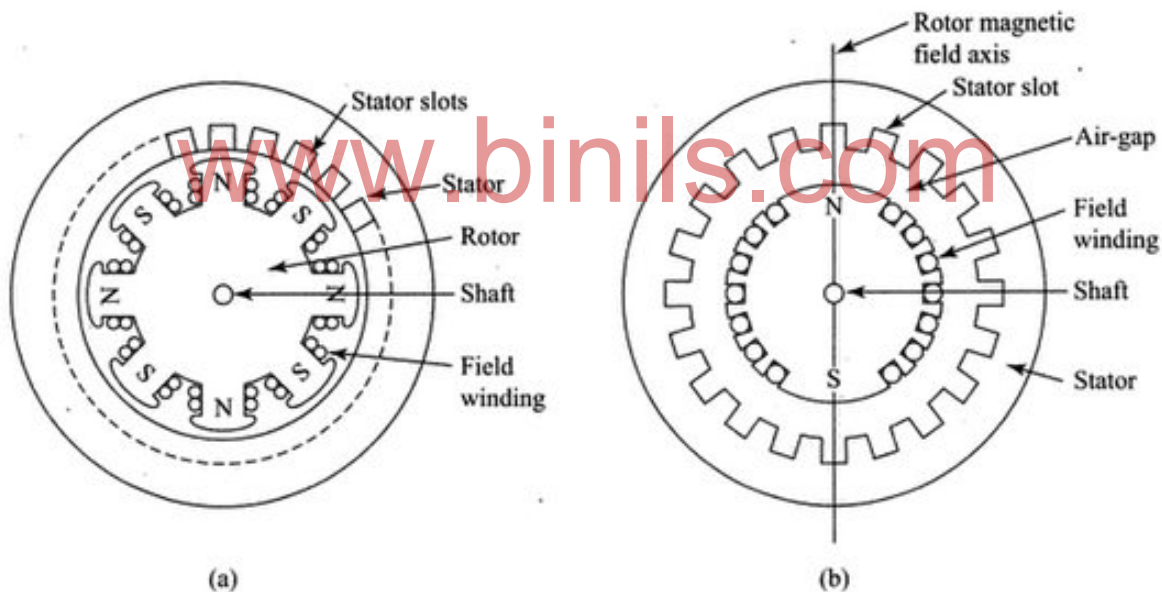 Stator slots
Stator
Rotor
Shaft
Field
winding
N
S
N
S
N
S
N
S
(a)
Rotor magnetic
field axis
Stator slot
Air-gap
Field
winding
Shaft
Stator
N
S
(b)
www.binils.com